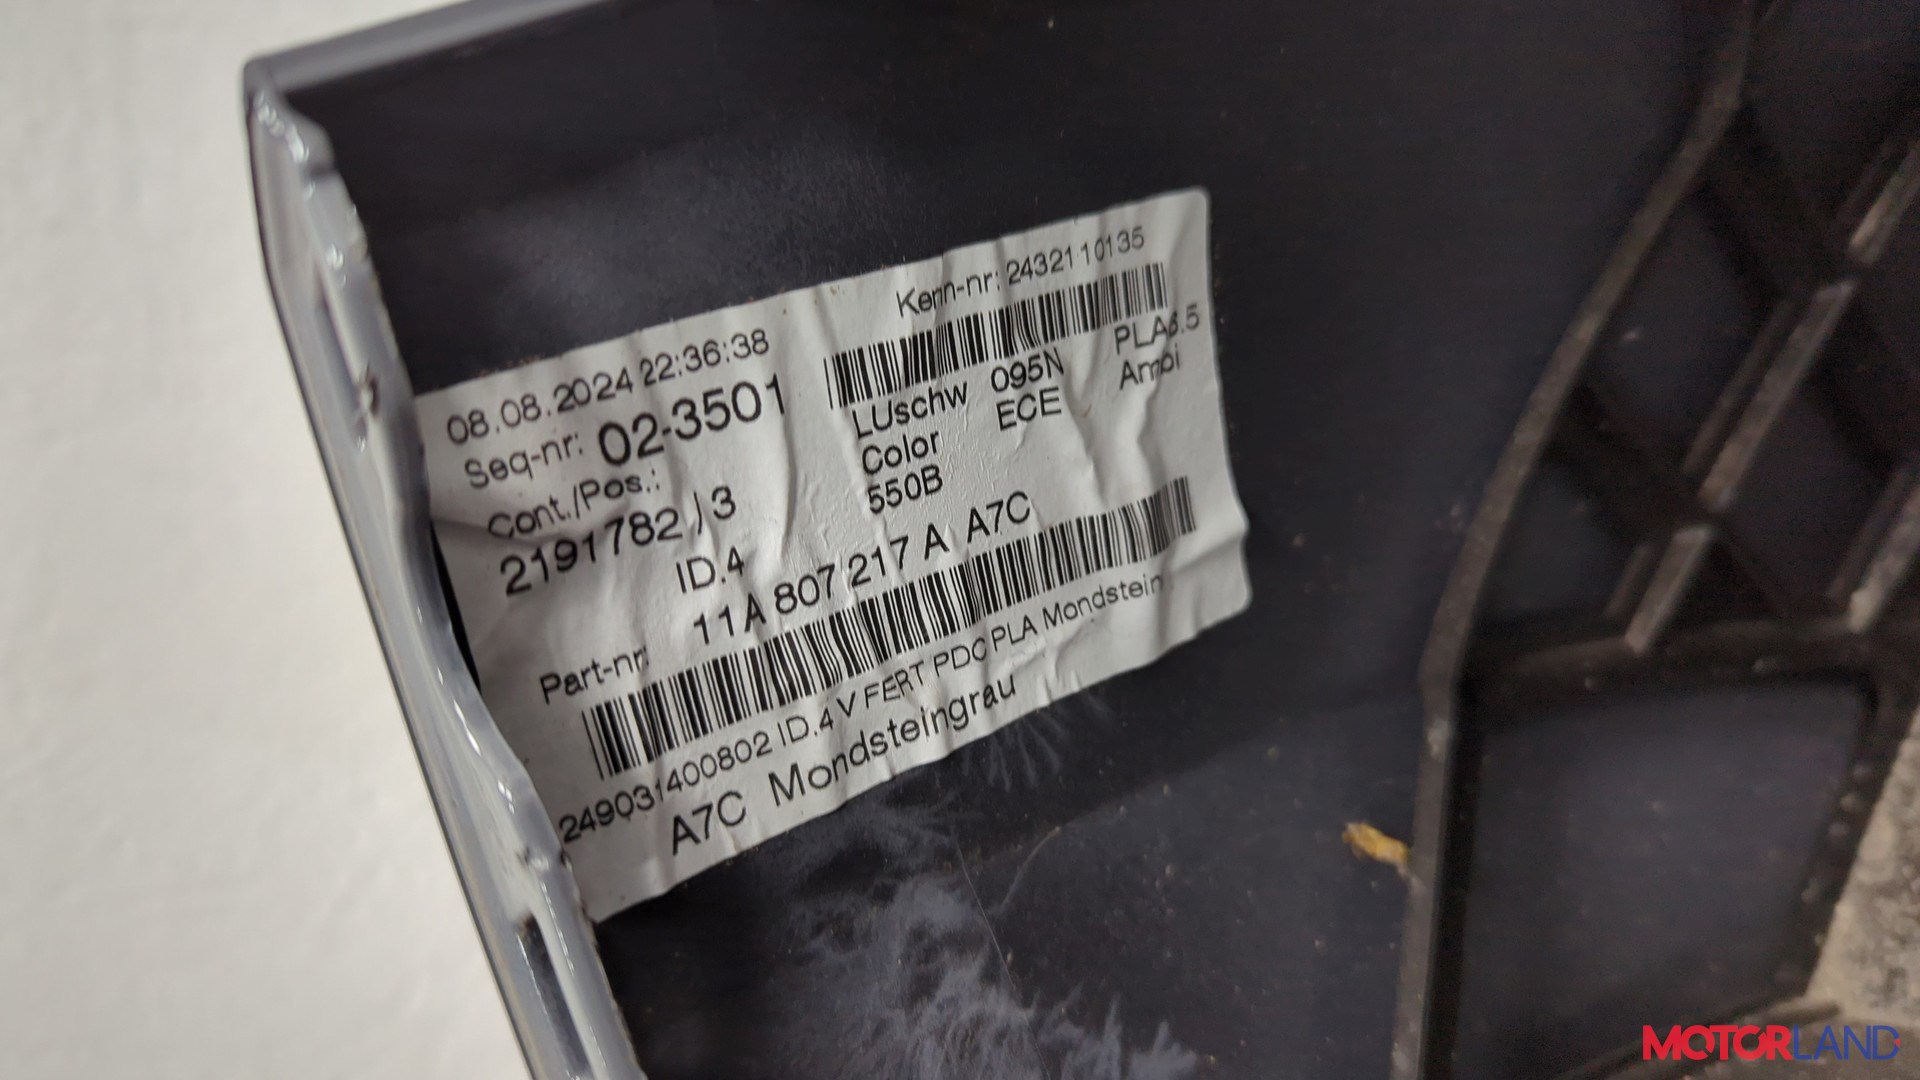 08.08.2024 22:36:38
Kenn-nr: 2432110135
Seq-nr: 02-3501
Cont./Pos.:
2191782 / 3
LUschw 095N PLA6.5
Color ECE Ambi
550B
ID.4
Part-nr: 11A 807 217 A A7C
249031400802 ID.4 V FERT PDC PLA Mondstein
A7C Mondsteingrau
MOTORLAND